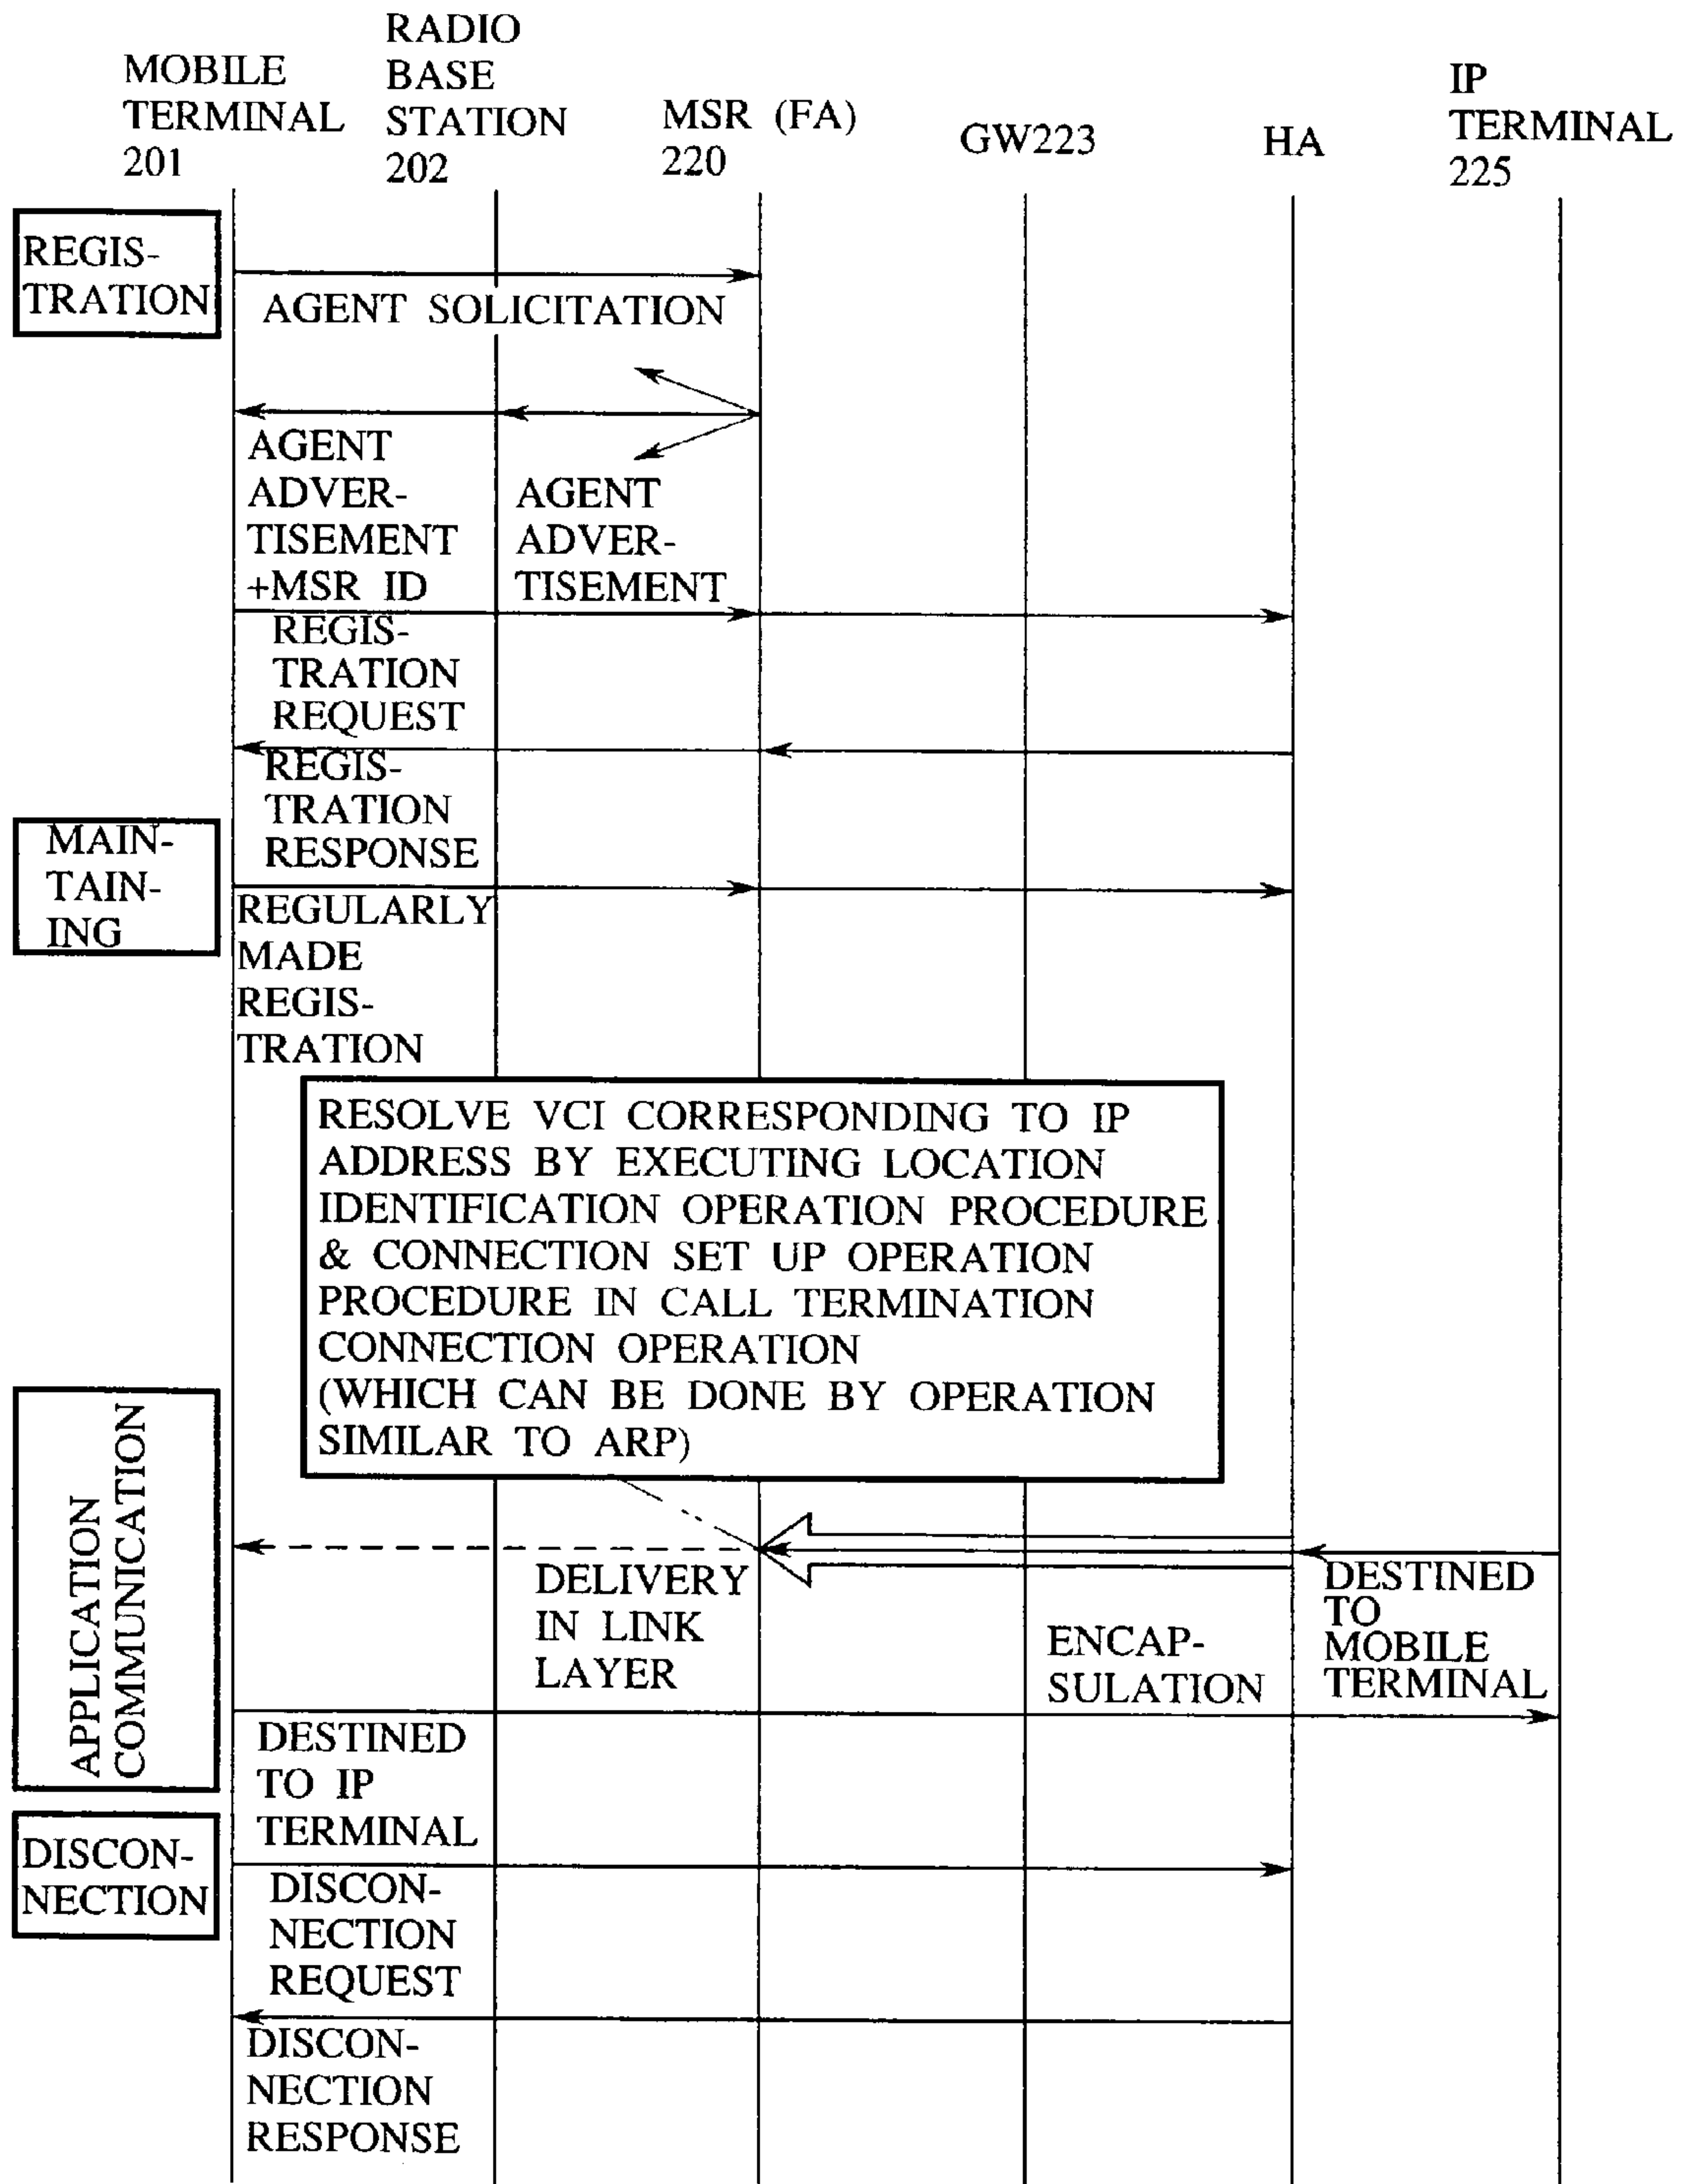 MOBILE
TERMINAL
201
RADIO
BASE
STATION
202
MSR (FA)
220
GW223
HA
IP
TERMINAL
225
REGIS-
TRATION
AGENT SOLICITATION
AGENT
ADVER-
TISEMENT
+MSR ID
AGENT
ADVER-
TISEMENT
REGIS-
TRATION
REQUEST
REGIS-
TRATION
RESPONSE
MAIN-
TAIN-
ING
REGULARLY
MADE
REGIS-
TRATION
RESOLVE VCI CORRESPONDING TO IP
ADDRESS BY EXECUTING LOCATION
IDENTIFICATION OPERATION PROCEDURE
& CONNECTION SET UP OPERATION
PROCEDURE IN CALL TERMINATION
CONNECTION OPERATION
(WHICH CAN BE DONE BY OPERATION
SIMILAR TO ARP)
APPLICATION
COMMUNICATION
DELIVERY
IN LINK
LAYER
ENCAP-
SULATION
DESTINED
TO
MOBILE
TERMINAL
DESTINED
TO IP
TERMINAL
DISCON-
NECTION
DISCON-
NECTION
REQUEST
DISCON-
NECTION
RESPONSE